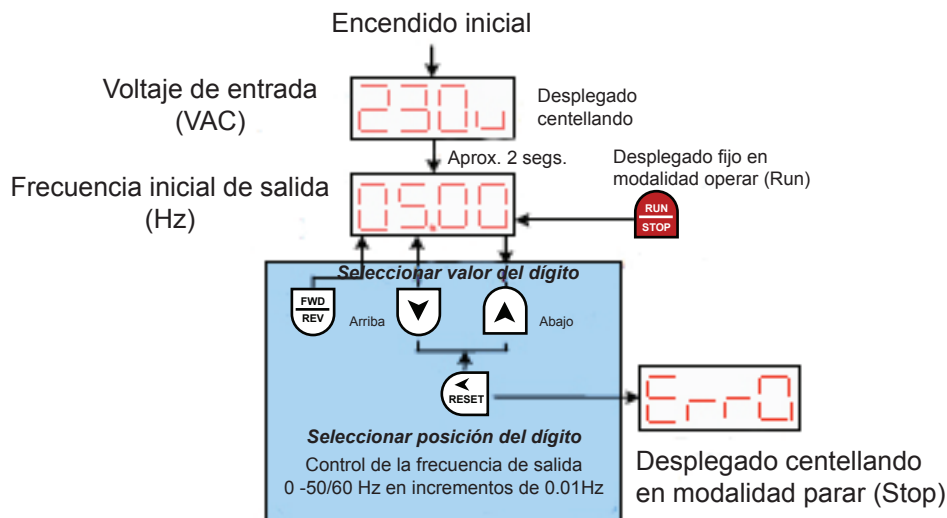 Encendido inicial
Voltaje de entrada
(VAC)
230u
Desplegado
centellando
Aprox. 2 segs.
Desplegado fijo en
modalidad operar (Run)
Frecuencia inicial de salida
(Hz)
05.00
RUN
STOP
Seleccionar valor del dígito
FWD
REV
Arriba
Abajo
RESET
Err0
Seleccionar posición del dígito
Control de la frecuencia de salida
0 -50/60 Hz en incrementos de 0.01Hz
Desplegado centellando
en modalidad parar (Stop)